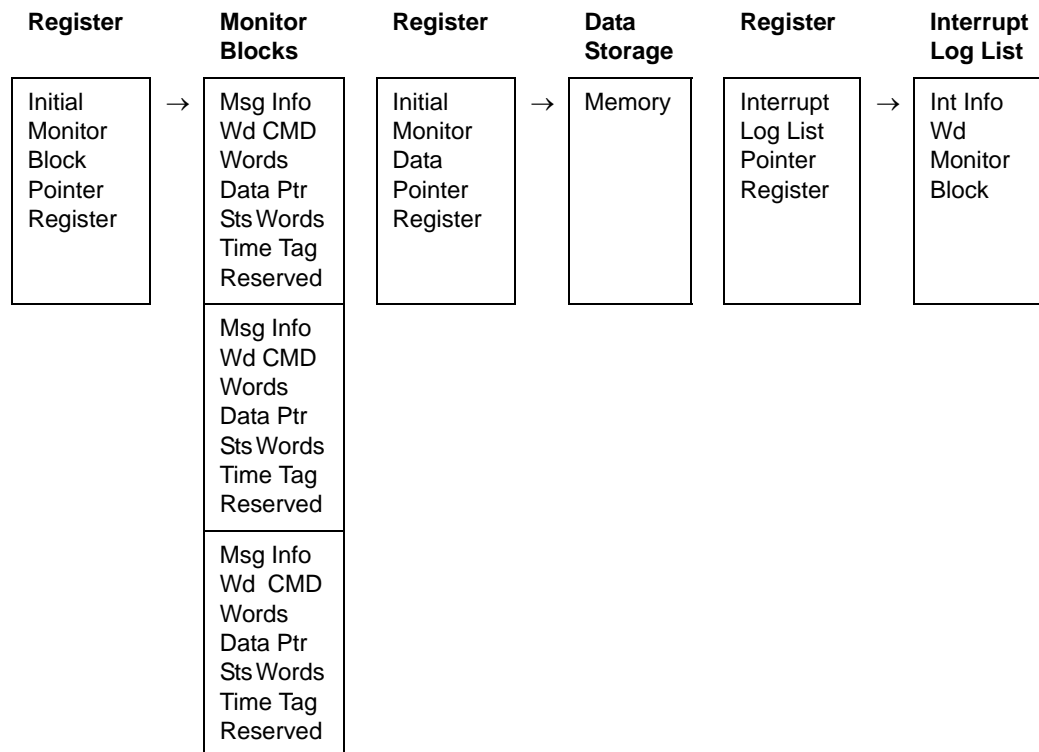 Register
Monitor
Blocks
Register
Data
Storage
Register
Interrupt
Log List
Initial
Monitor
Block
Pointer
Register
→
Msg Info
Wd CMD
Words
Data Ptr
Sts Words
Time Tag
Reserved
Msg Info
Wd CMD
Words
Data Ptr
Sts Words
Time Tag
Reserved
Msg Info
Wd CMD
Words
Data Ptr
Sts Words
Time Tag
Reserved
Initial
Monitor
Data
Pointer
Register
→
Memory
Interrupt
Log List
Pointer
Register
→
Int Info
Wd
Monitor
Block